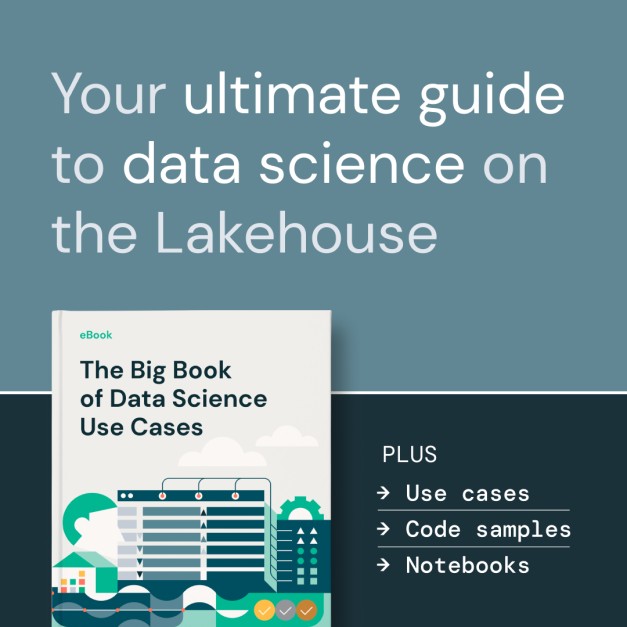 Your ultimate guide
to data science on
the Lakehouse
eBook
The Big Book
of Data Science
Use Cases
PLUS
→ Use cases
→ Code samples
→ Notebooks